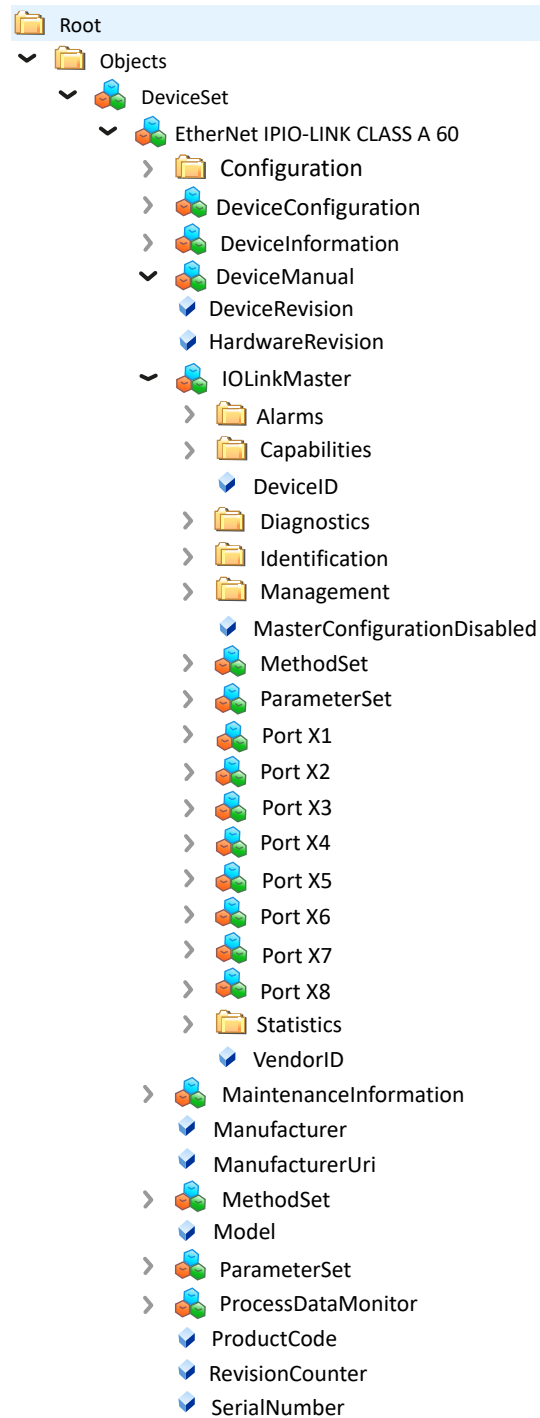 Root
Objects
DeviceSet
EtherNet IPIO-LINK CLASS A 60
Configuration
DeviceConfiguration
DeviceInformation
DeviceManual
DeviceRevision
HardwareRevision
IOLinkMaster
Alarms
Capabilities
DeviceID
Diagnostics
Identification
Management
MasterConfigurationDisabled
MethodSet
ParameterSet
Port X1
Port X2
Port X3
Port X4
Port X5
Port X6
Port X7
Port X8
Statistics
VendorID
MaintenanceInformation
Manufacturer
ManufacturerUri
MethodSet
Model
ParameterSet
ProcessDataMonitor
ProductCode
RevisionCounter
SerialNumber